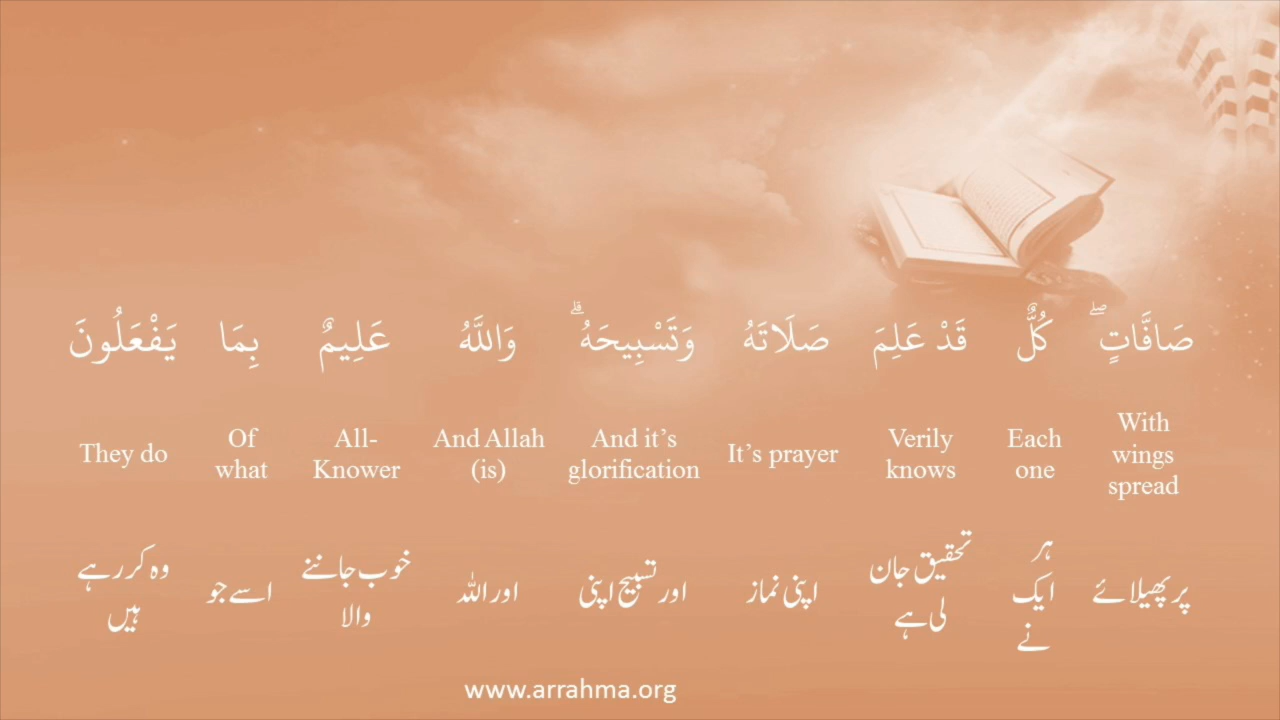 صَافَّاتٍ ۖ كُلٌّ قَدْ عَلِمَ صَلَاتَهُ وَتَسْبِيحَهُ ۗ وَاللَّهُ عَلِيمٌ بِمَا يَفْعَلُونَ
They do
Of what
All-Knower
And Allah (is)
And it’s glorification
It’s prayer
Verily knows
Each one
With wings spread
پر پھیلائے
ہر ایک نے
تحقیق جان لی ہے
اپنی نماز
اور تسبیح اپنی
اور اللہ
خوب جاننے والا
اسے جو
وہ کر رہے ہیں
www.arrahma.org